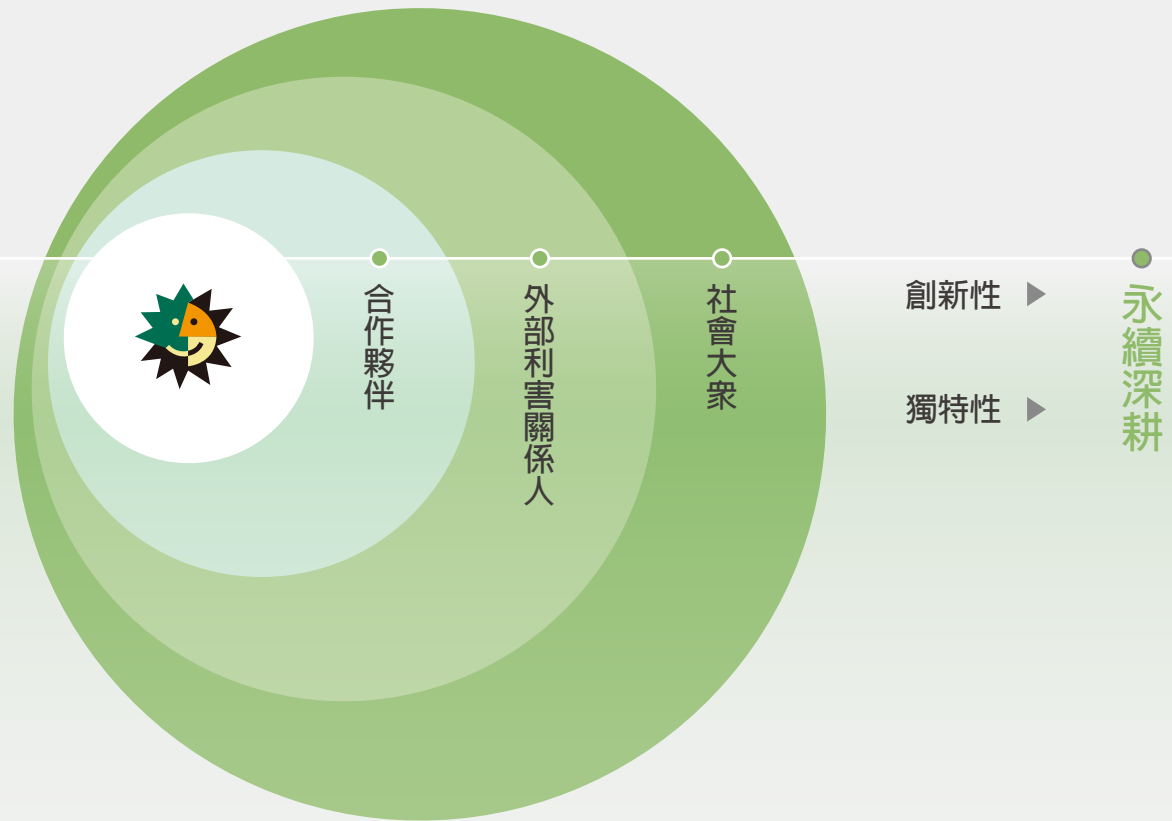 合作夥伴
外部利害關係人
社會大眾
創新性
獨特性
永續深耕